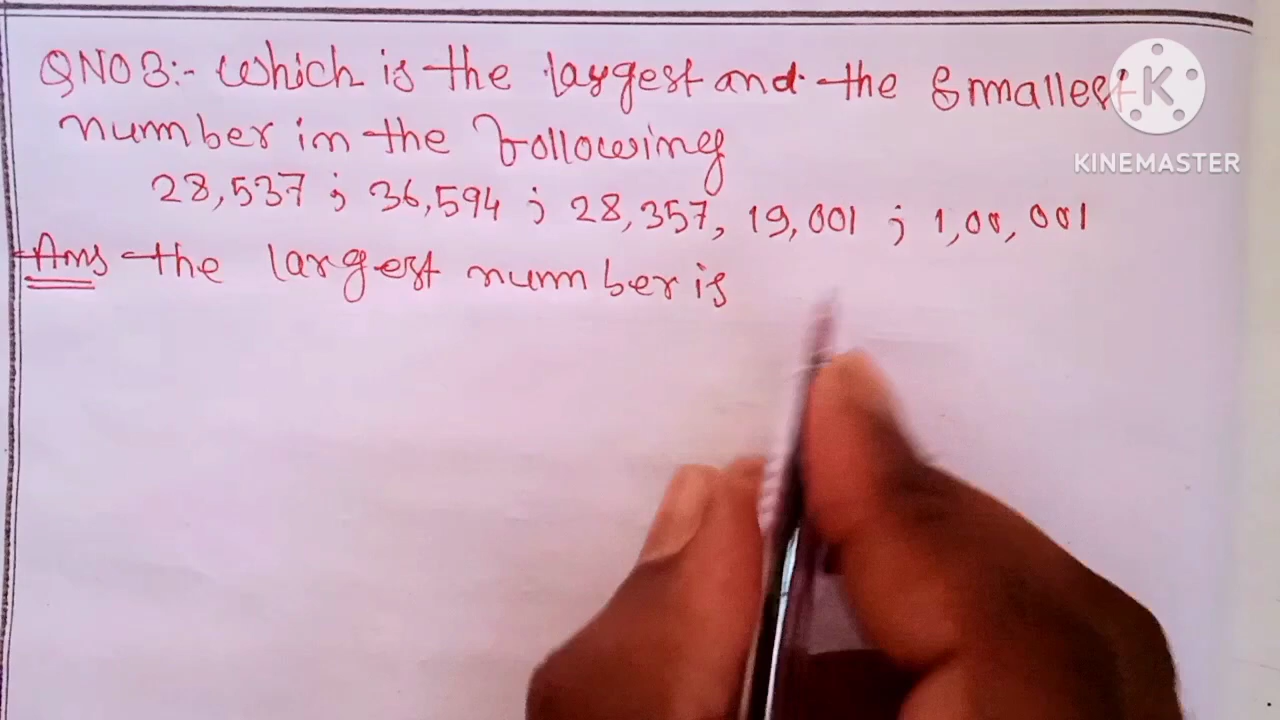 QNO3:- which is the largest and the smallest
number in the following
28,537 ; 36,594 ; 28,357, 19,001 ; 1,00,001
Ans the largest number is
K
KINEMASTER